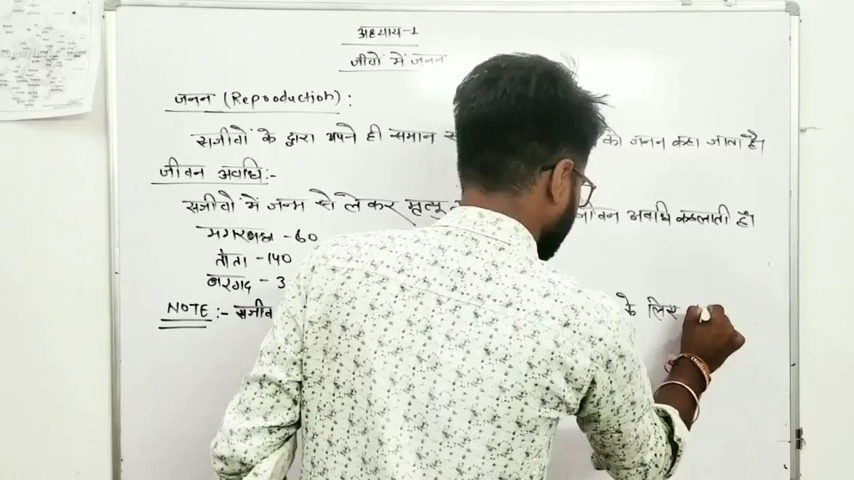 अध्याय-1
जीवों में जनन
जनन (Reproduction) :
सजीवों के द्वारा अपने ही समान को जनन कहा जाता है।
जीवन अवधि:-
सजीवों में जन्म से लेकर मृत्यु जीवन अवधि कहलाती है।
मगरमच्छ - 60
तोता - 140
बरगद - 3
NOTE :- सजीव के लिए